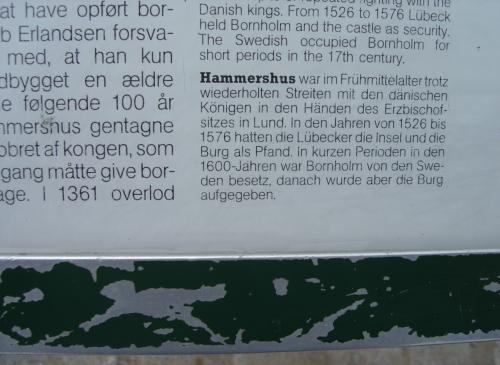 at have opført bor-
b Erlandsen forsva-
med, at han kun
dbygget en ældre
e følgende 100 år
mmershus gentagne
obret af kongen, som
gang måtte give bor-
age. I 1361 overlod
fighting with the
Danish kings. From 1526 to 1576 Lübeck
held Bornholm and the castle as security.
The Swedish occupied Bornholm for
short periods in the 17th century.
Hammershus war im Frühmittelalter trotz
wiederholten Streiten mit den dänischen
Königen in den Händen des Erzbischof-
sitzes in Lund. In den Jahren von 1526 bis
1576 hatten die Lübecker die Insel und die
Burg als Pfand. In kurzen Perioden in den
1600-Jahren war Bornholm von den Swe-
den besetz, danach wurde aber die Burg
aufgegeben.